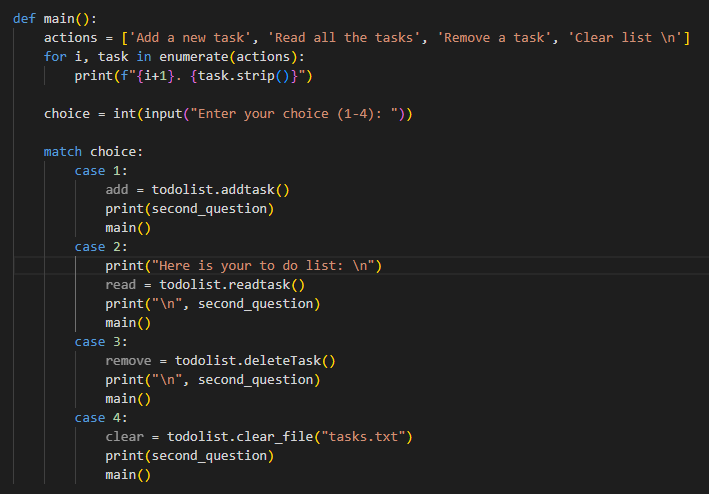 def main():
    actions = ['Add a new task', 'Read all the tasks', 'Remove a task', 'Clear list \n']
    for i, task in enumerate(actions):
        print(f"{i+1}. {task.strip()}")

    choice = int(input("Enter your choice (1-4): "))

    match choice:
        case 1:
            add = todolist.addtask()
            print(second_question)
            main()
        case 2:
            print("Here is your to do list: \n")
            read = todolist.readtask()
            print("\n", second_question)
            main()
        case 3:
            remove = todolist.deleteTask()
            print("\n", second_question)
            main()
        case 4:
            clear = todolist.clear_file("tasks.txt")
            print(second_question)
            main()